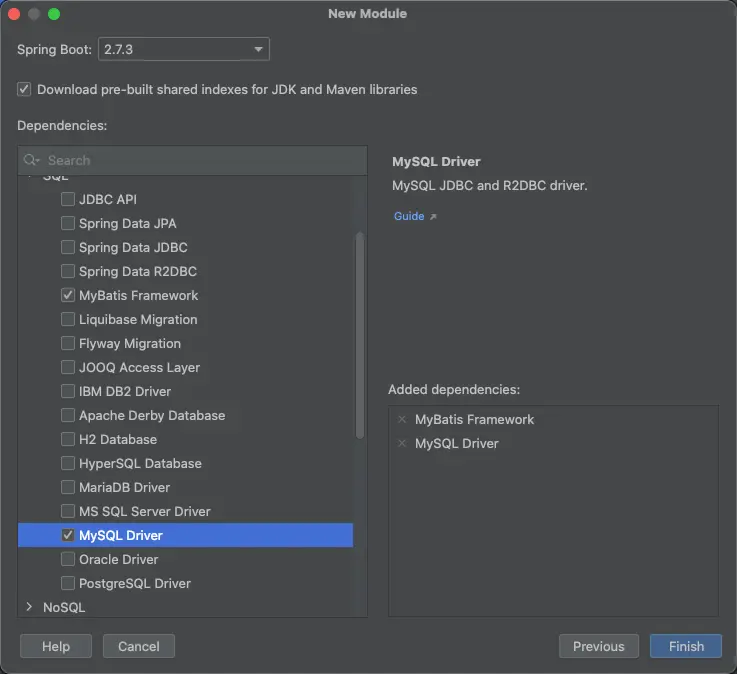 New Module
Spring Boot: 2.7.3
Download pre-built shared indexes for JDK and Maven libraries
Dependencies:
Search
SQL
JDBC API
Spring Data JPA
Spring Data JDBC
Spring Data R2DBC
MyBatis Framework
Liquibase Migration
Flyway Migration
JOOQ Access Layer
IBM DB2 Driver
Apache Derby Database
H2 Database
HyperSQL Database
MariaDB Driver
MS SQL Server Driver
MySQL Driver
Oracle Driver
PostgreSQL Driver
NoSQL
MySQL Driver
MySQL JDBC and R2DBC driver.
Guide
Added dependencies:
MyBatis Framework
MySQL Driver
Help Cancel Previous Finish